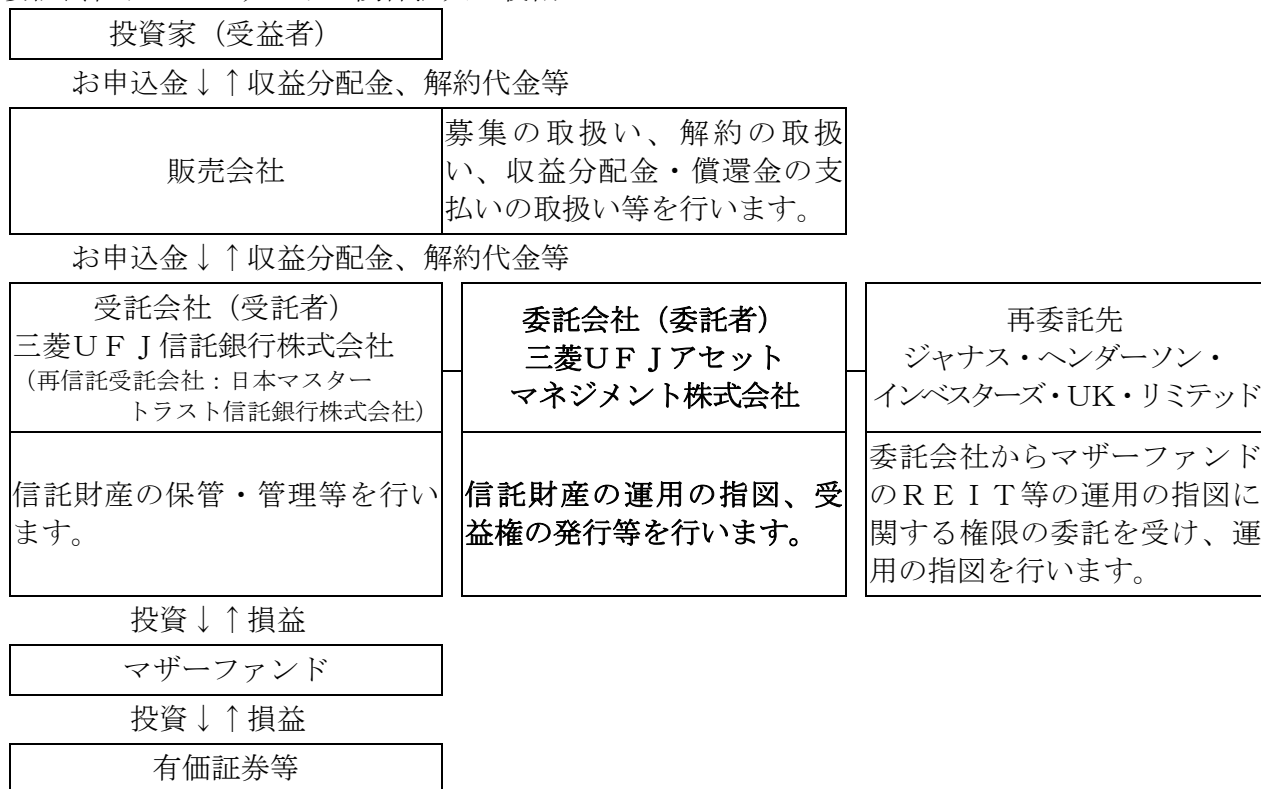 投資家（受益者）
お申込金↓↑収益分配金、解約代金等
販売会社
募集の取扱い、解約の取扱
い、収益分配金・償還金の支
払いの取扱い等を行います。
お申込金↓↑収益分配金、解約代金等
受託会社（受託者）
三菱ＵＦＪ信託銀行株式会社
（再信託受託会社：日本マスター
トラスト信託銀行株式会社）
委託会社（委託者）
三菱ＵＦＪアセット
マネジメント株式会社
再委託先
ジャナス・ヘンダーソン・
インベスターズ・UK・リミテッド
信託財産の保管・管理等を行い
ます。
信託財産の運用の指図、受
益権の発行等を行います。
委託会社からマザーファンド
のＲＥＩＴ等の運用の指図に
関する権限の委託を受け、運
用の指図を行います。
投資↓↑損益
マザーファンド
投資↓↑損益
有価証券等